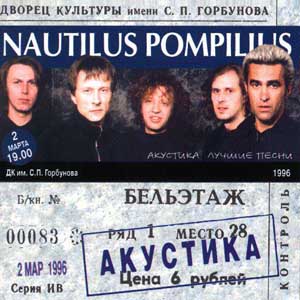 ДВОРЕЦ КУЛЬТУРЫ имени С. П. ГОРБУНОВА
NAUTILUS POMPILIUS
2
МАРТА
19.00
АКУСТИКА ЛУЧШИЕ ПЕСНИ
ДК им. С.П. Горбунова
1996
Б/кн. №
БЕЛЬЭТАЖ
00083
РЯД 1 МЕСТО 28
2 МАР 1996
АКУСТИКА
Серия ИВ
Цена 6 рублей
КОНТРОЛЬ